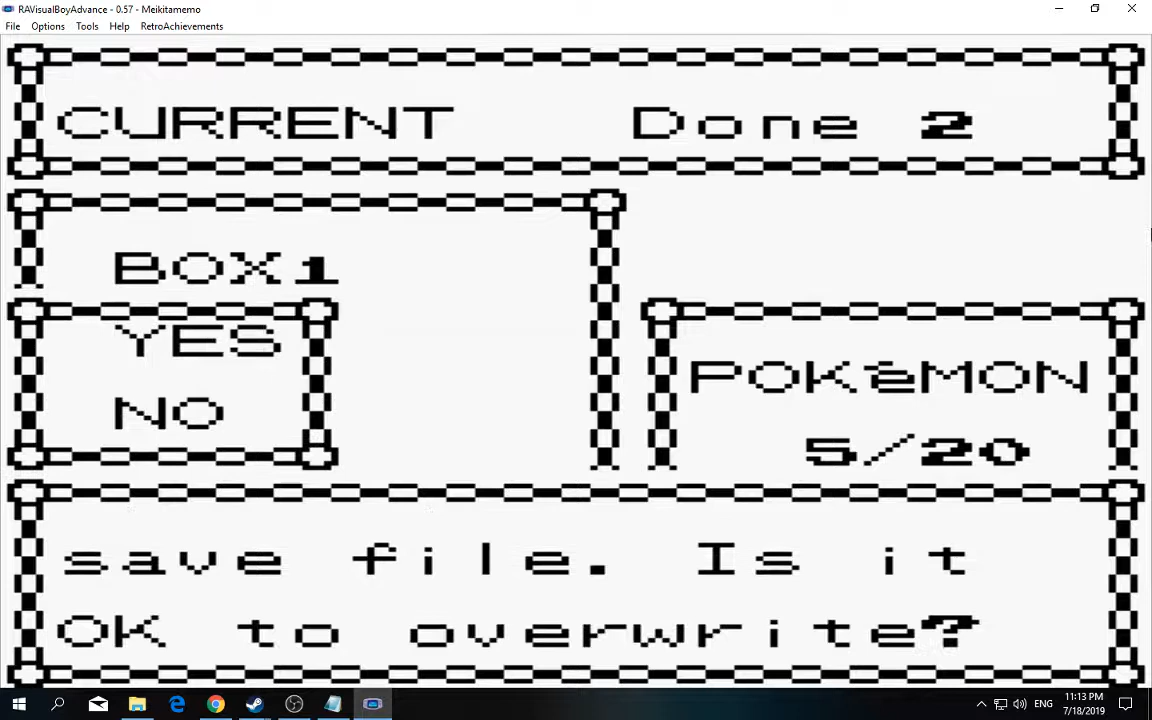 RAVisualBoyAdvance - 0.57 - Meikitamemo
File Options Tools Help RetroAchievements
CURRENT Done 2
BOX1
YES
NO
POKéMON
5/20
save file. Is it
OK to overwrite?
ENG
11:13 PM
7/18/2019